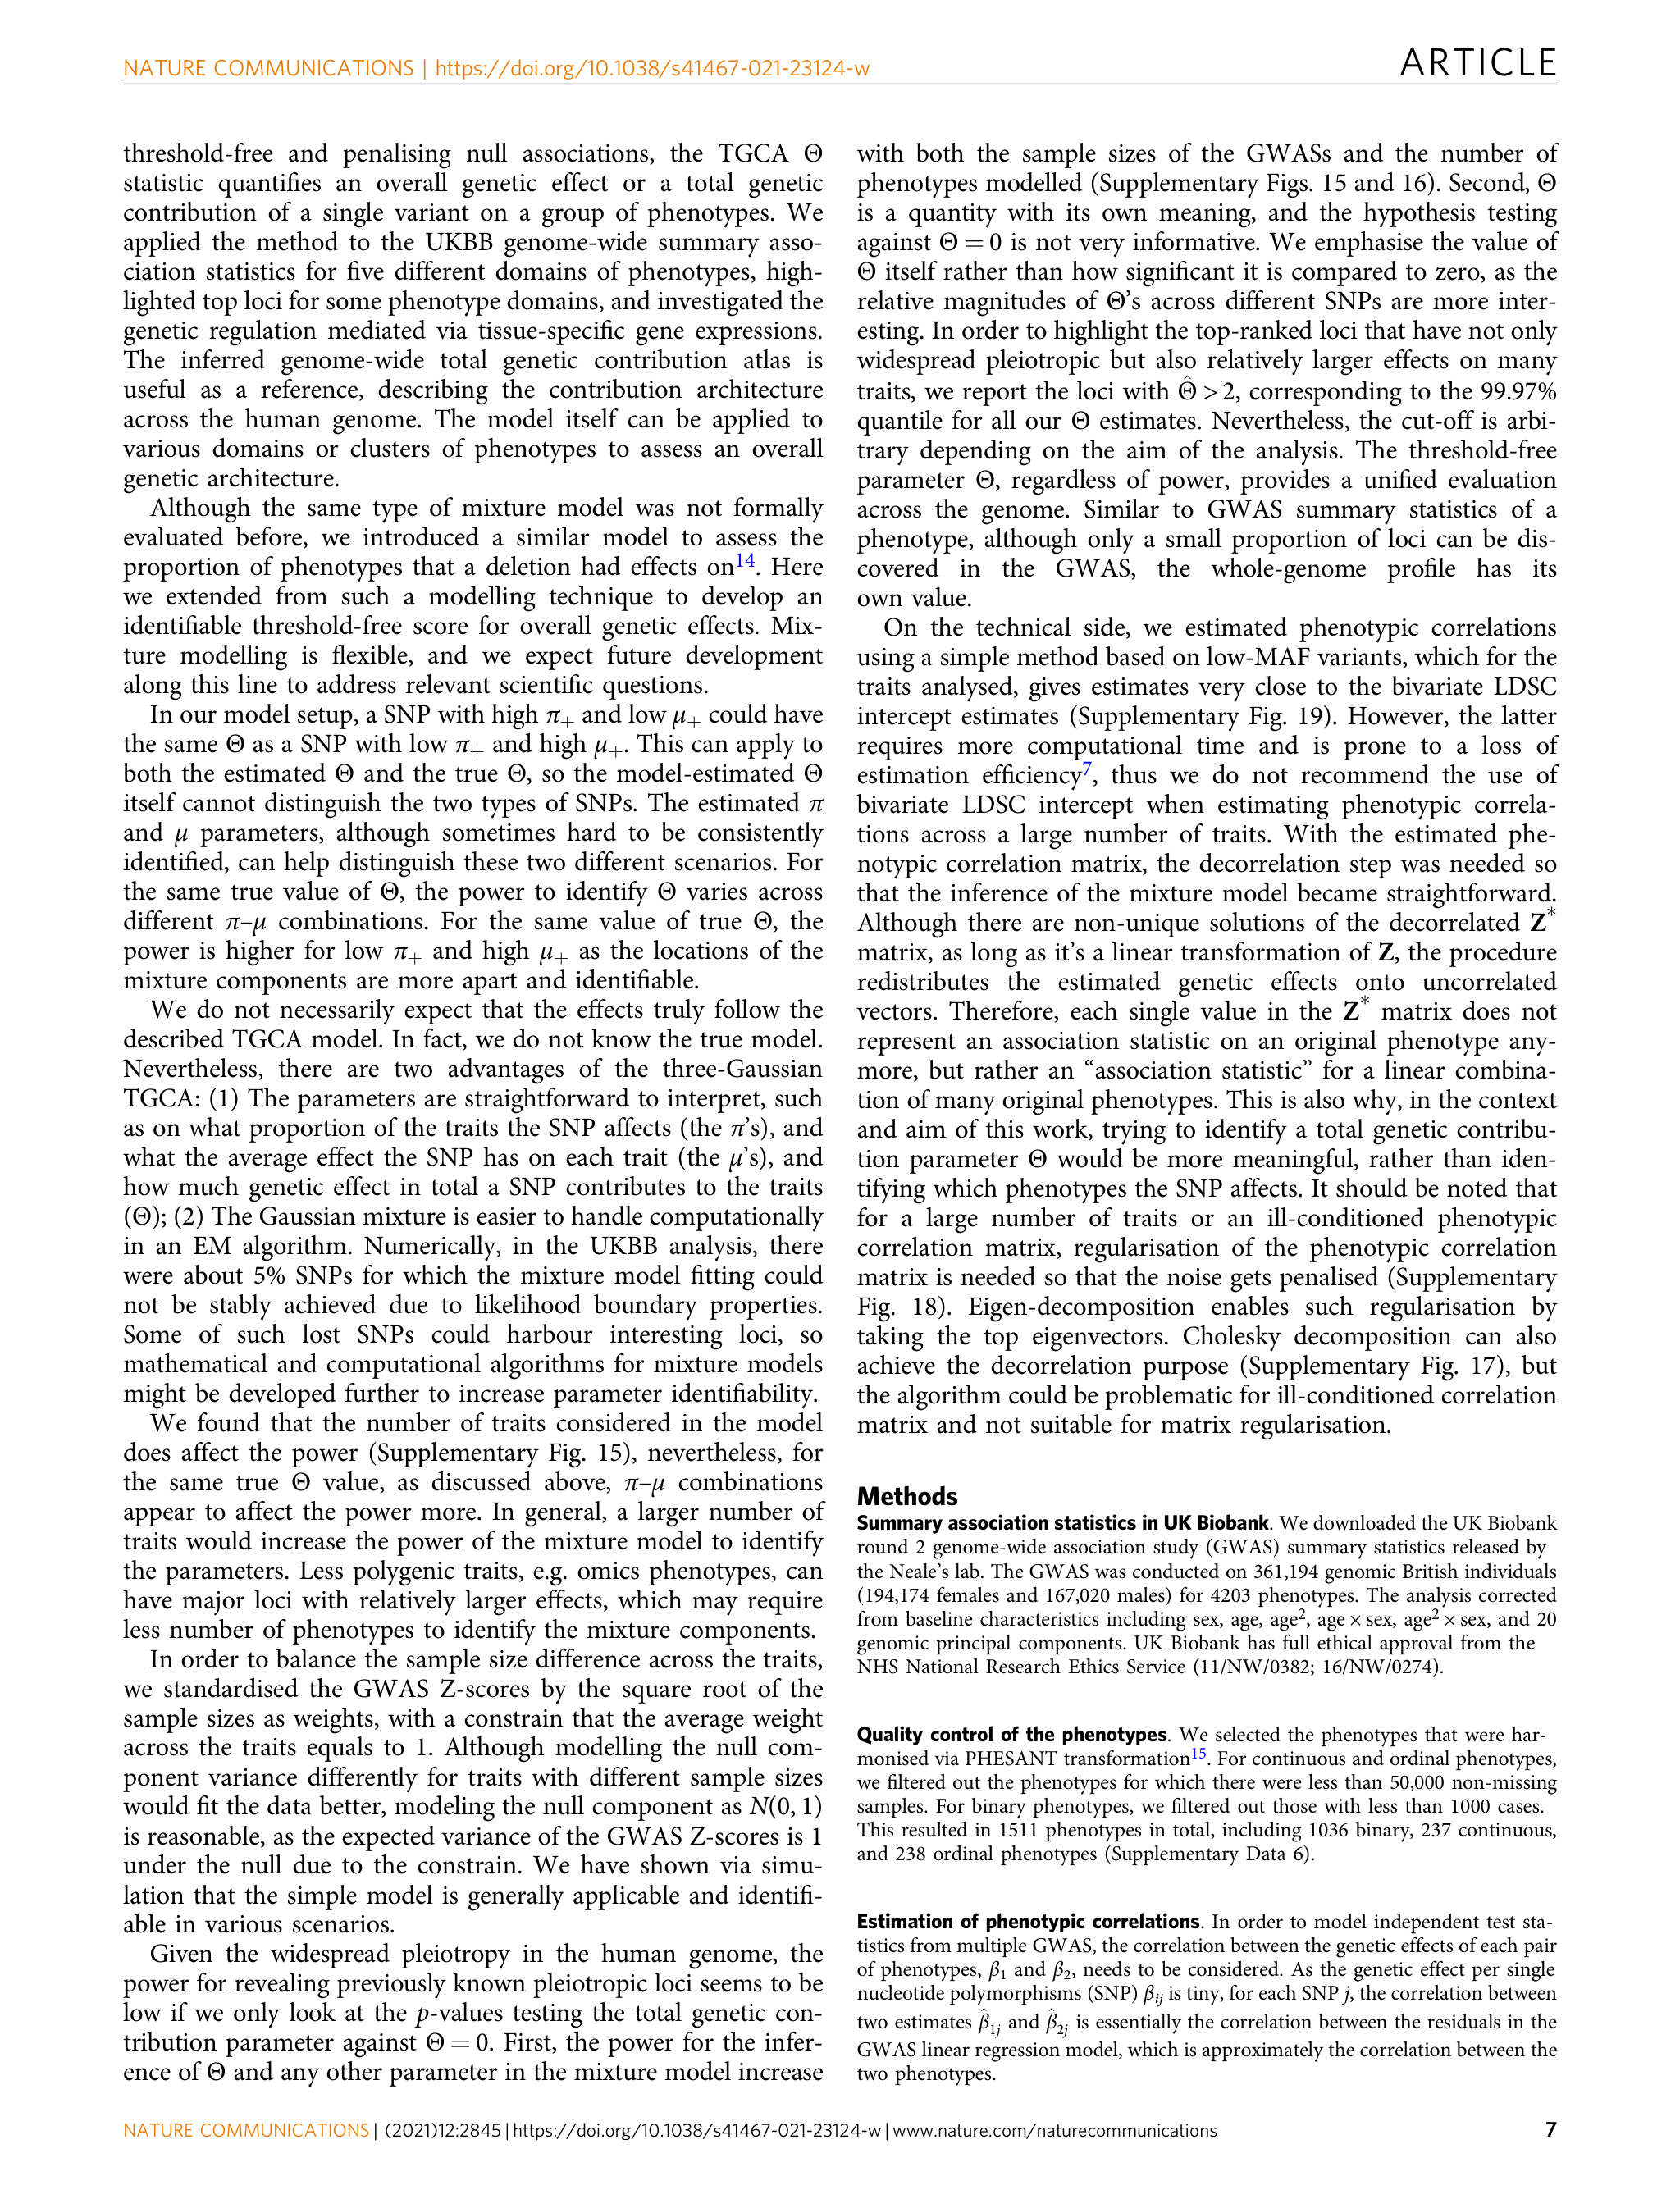 NATURE COMMUNICATIONS | https://doi.org/10.1038/s41467-021-23124-w
ARTICLE
threshold-free and penalising null associations, the TGCA Θ
statistic quantifies an overall genetic effect or a total genetic
contribution of a single variant on a group of phenotypes. We
applied the method to the UKBB genome-wide summary asso-
ciation statistics for five different domains of phenotypes, high-
lighted top loci for some phenotype domains, and investigated the
genetic regulation mediated via tissue-specific gene expressions.
The inferred genome-wide total genetic contribution atlas is
useful as a reference, describing the contribution architecture
across the human genome. The model itself can be applied to
various domains or clusters of phenotypes to assess an overall
genetic architecture.
Although the same type of mixture model was not formally
evaluated before, we introduced a similar model to assess the
proportion of phenotypes that a deletion had effects on14. Here
we extended from such a modelling technique to develop an
identifiable threshold-free score for overall genetic effects. Mix-
ture modelling is flexible, and we expect future development
along this line to address relevant scientific questions.
In our model setup, a SNP with high π+ and low μ+ could have
the same Θ as a SNP with low π+ and high μ+. This can apply to
both the estimated Θ and the true Θ, so the model-estimated Θ
itself cannot distinguish the two types of SNPs. The estimated π
and μ parameters, although sometimes hard to be consistently
identified, can help distinguish these two different scenarios. For
the same true value of Θ, the power to identify Θ varies across
different π–μ combinations. For the same value of true Θ, the
power is higher for low π+ and high μ+ as the locations of the
mixture components are more apart and identifiable.
We do not necessarily expect that the effects truly follow the
described TGCA model. In fact, we do not know the true model.
Nevertheless, there are two advantages of the three-Gaussian
TGCA: (1) The parameters are straightforward to interpret, such
as on what proportion of the traits the SNP affects (the π’s), and
what the average effect the SNP has on each trait (the μ’s), and
how much genetic effect in total a SNP contributes to the traits
(Θ); (2) The Gaussian mixture is easier to handle computationally
in an EM algorithm. Numerically, in the UKBB analysis, there
were about 5% SNPs for which the mixture model fitting could
not be stably achieved due to likelihood boundary properties.
Some of such lost SNPs could harbour interesting loci, so
mathematical and computational algorithms for mixture models
might be developed further to increase parameter identifiability.
We found that the number of traits considered in the model
does affect the power (Supplementary Fig. 15), nevertheless, for
the same true Θ value, as discussed above, π–μ combinations
appear to affect the power more. In general, a larger number of
traits would increase the power of the mixture model to identify
the parameters. Less polygenic traits, e.g. omics phenotypes, can
have major loci with relatively larger effects, which may require
less number of phenotypes to identify the mixture components.
In order to balance the sample size difference across the traits,
we standardised the GWAS Z-scores by the square root of the
sample sizes as weights, with a constrain that the average weight
across the traits equals to 1. Although modelling the null com-
ponent variance differently for traits with different sample sizes
would fit the data better, modeling the null component as N(0, 1)
is reasonable, as the expected variance of the GWAS Z-scores is 1
under the null due to the constrain. We have shown via simu-
lation that the simple model is generally applicable and identifi-
able in various scenarios.
Given the widespread pleiotropy in the human genome, the
power for revealing previously known pleiotropic loci seems to be
low if we only look at the p-values testing the total genetic con-
tribution parameter against Θ = 0. First, the power for the infer-
ence of Θ and any other parameter in the mixture model increase
with both the sample sizes of the GWASs and the number of
phenotypes modelled (Supplementary Figs. 15 and 16). Second, Θ
is a quantity with its own meaning, and the hypothesis testing
against Θ = 0 is not very informative. We emphasise the value of
Θ itself rather than how significant it is compared to zero, as the
relative magnitudes of Θ’s across different SNPs are more inter-
esting. In order to highlight the top-ranked loci that have not only
widespread pleiotropic but also relatively larger effects on many
traits, we report the loci with Θ̂ > 2, corresponding to the 99.97%
quantile for all our Θ estimates. Nevertheless, the cut-off is arbi-
trary depending on the aim of the analysis. The threshold-free
parameter Θ, regardless of power, provides a unified evaluation
across the genome. Similar to GWAS summary statistics of a
phenotype, although only a small proportion of loci can be dis-
covered in the GWAS, the whole-genome profile has its
own value.
On the technical side, we estimated phenotypic correlations
using a simple method based on low-MAF variants, which for the
traits analysed, gives estimates very close to the bivariate LDSC
intercept estimates (Supplementary Fig. 19). However, the latter
requires more computational time and is prone to a loss of
estimation efficiency7, thus we do not recommend the use of
bivariate LDSC intercept when estimating phenotypic correla-
tions across a large number of traits. With the estimated phe-
notypic correlation matrix, the decorrelation step was needed so
that the inference of the mixture model became straightforward.
Although there are non-unique solutions of the decorrelated Z*
matrix, as long as it’s a linear transformation of Z, the procedure
redistributes the estimated genetic effects onto uncorrelated
vectors. Therefore, each single value in the Z* matrix does not
represent an association statistic on an original phenotype any-
more, but rather an “association statistic” for a linear combina-
tion of many original phenotypes. This is also why, in the context
and aim of this work, trying to identify a total genetic contribu-
tion parameter Θ would be more meaningful, rather than iden-
tifying which phenotypes the SNP affects. It should be noted that
for a large number of traits or an ill-conditioned phenotypic
correlation matrix, regularisation of the phenotypic correlation
matrix is needed so that the noise gets penalised (Supplementary
Fig. 18). Eigen-decomposition enables such regularisation by
taking the top eigenvectors. Cholesky decomposition can also
achieve the decorrelation purpose (Supplementary Fig. 17), but
the algorithm could be problematic for ill-conditioned correlation
matrix and not suitable for matrix regularisation.
Methods
Summary association statistics in UK Biobank. We downloaded the UK Biobank
round 2 genome-wide association study (GWAS) summary statistics released by
the Neale’s lab. The GWAS was conducted on 361,194 genomic British individuals
(194,174 females and 167,020 males) for 4203 phenotypes. The analysis corrected
from baseline characteristics including sex, age, age2, age × sex, age2 × sex, and 20
genomic principal components. UK Biobank has full ethical approval from the
NHS National Research Ethics Service (11/NW/0382; 16/NW/0274).
Quality control of the phenotypes. We selected the phenotypes that were har-
monised via PHESANT transformation15. For continuous and ordinal phenotypes,
we filtered out the phenotypes for which there were less than 50,000 non-missing
samples. For binary phenotypes, we filtered out those with less than 1000 cases.
This resulted in 1511 phenotypes in total, including 1036 binary, 237 continuous,
and 238 ordinal phenotypes (Supplementary Data 6).
Estimation of phenotypic correlations. In order to model independent test sta-
tistics from multiple GWAS, the correlation between the genetic effects of each pair
of phenotypes, β1 and β2, needs to be considered. As the genetic effect per single
nucleotide polymorphisms (SNP) βij is tiny, for each SNP j, the correlation between
two estimates β̂1j and β̂2j is essentially the correlation between the residuals in the
GWAS linear regression model, which is approximately the correlation between the
two phenotypes.
NATURE COMMUNICATIONS | (2021)12:2845 | https://doi.org/10.1038/s41467-021-23124-w | www.nature.com/naturecommunications
7